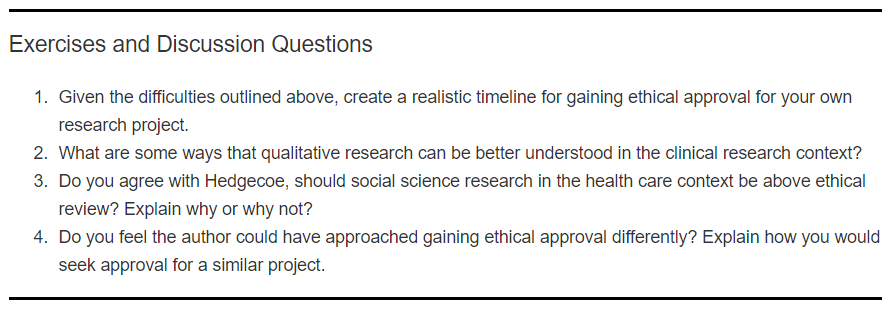 Exercises and Discussion Questions
1. Given the difficulties outlined above, create a realistic timeline for gaining ethical approval for your own
research project.
2. What are some ways that qualitative research can be better understood in the clinical research context?
3. Do you agree with Hedgecoe, should social science research in the health care context be above ethical
review? Explain why or why not?
4. Do you feel the author could have approached gaining ethical approval differently? Explain how you would
seek approval for a similar project.